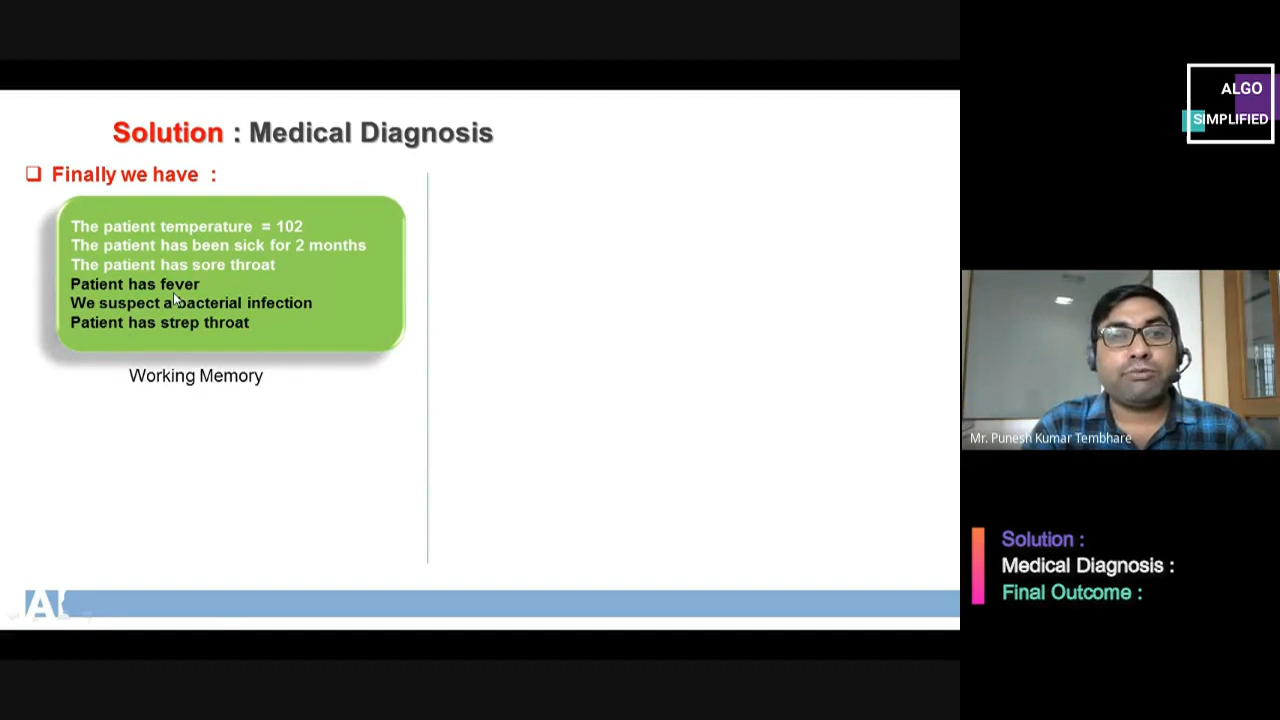 Solution : Medical Diagnosis
Finally we have :
The patient temperature = 102
The patient has been sick for 2 months
The patient has sore throat
Patient has fever
We suspect a bacterial infection
Patient has strep throat
Working Memory
ALGO
SIMPLIFIED
Mr. Punesh Kumar Tembhare
Solution :
Medical Diagnosis :
Final Outcome :